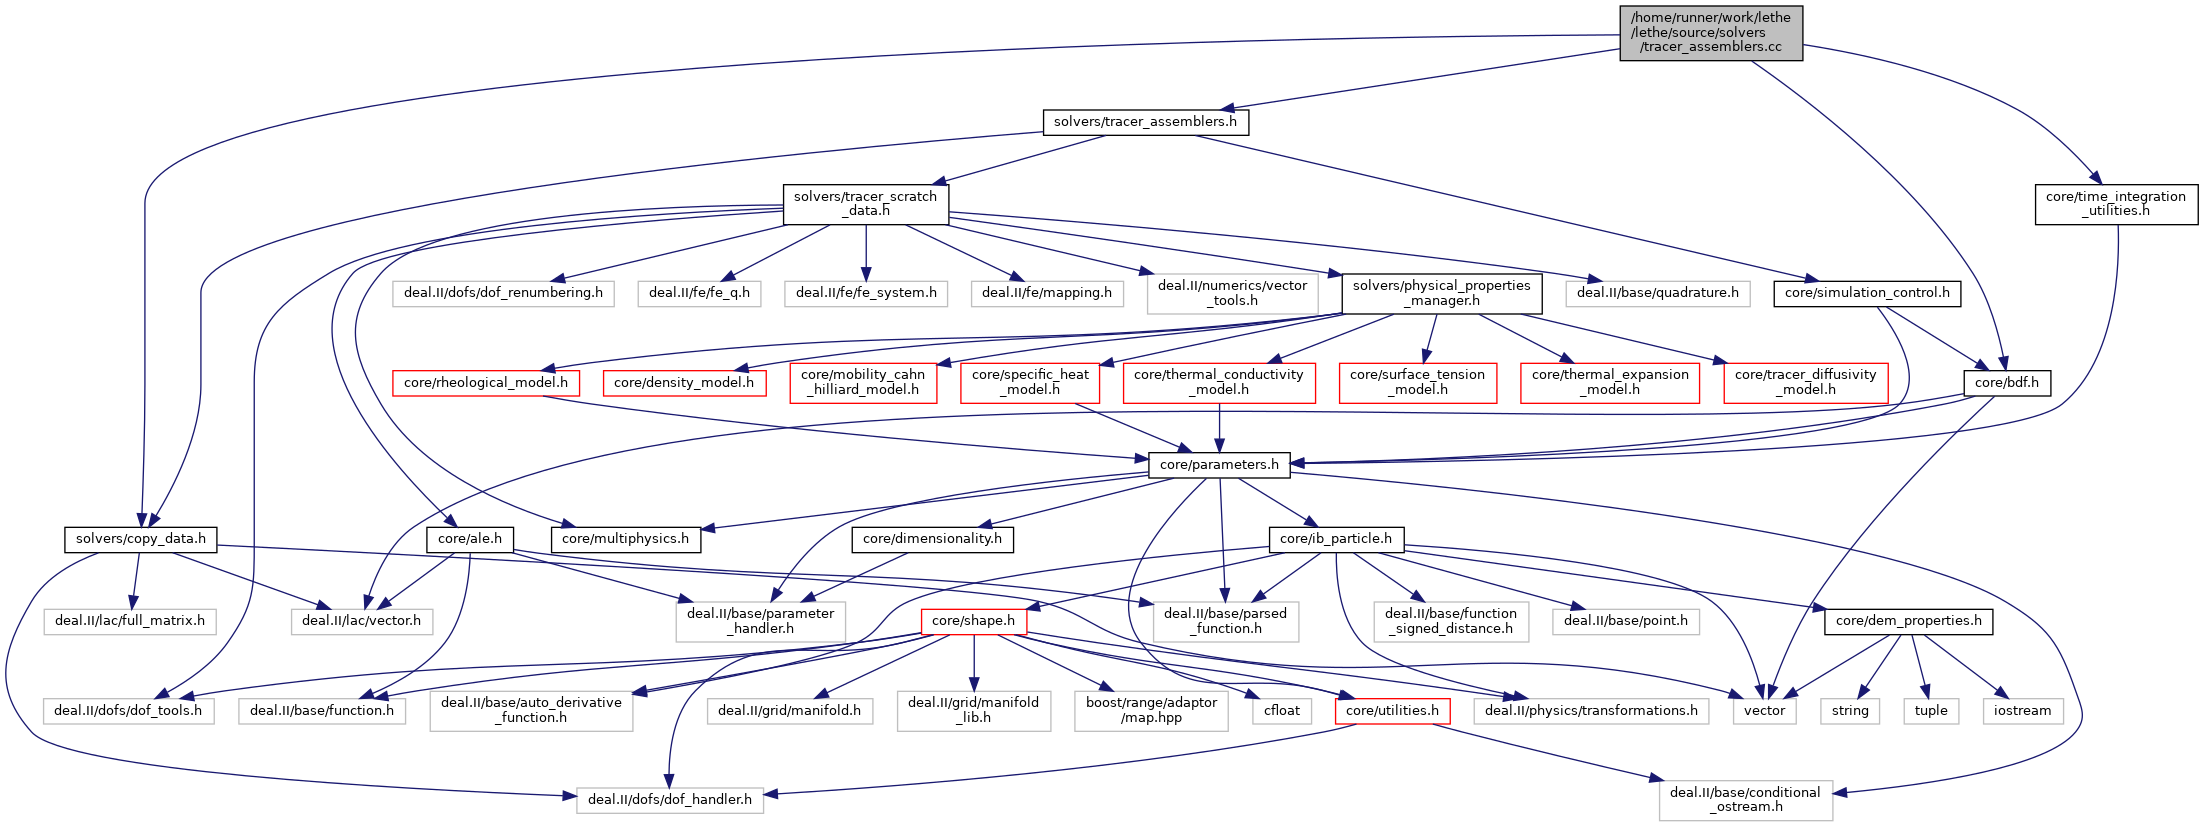 /home/runner/work/lethe
/lethe/source/solvers
/tracer_assemblers.cc
solvers/tracer_assemblers.h
solvers/tracer_scratch
_data.h
core/time_integration
_utilities.h
deal.II/dofs/dof_renumbering.h
deal.II/fe/fe_q.h
deal.II/fe/fe_system.h
deal.II/fe/mapping.h
deal.II/numerics/vector
_tools.h
solvers/physical_properties
_manager.h
deal.II/base/quadrature.h
core/simulation_control.h
core/rheological_model.h
core/density_model.h
core/mobility_cahn
_hilliard_model.h
core/specific_heat
_model.h
core/thermal_conductivity
_model.h
core/surface_tension
_model.h
core/thermal_expansion
_model.h
core/tracer_diffusivity
_model.h
core/bdf.h
core/parameters.h
solvers/copy_data.h
core/ale.h
core/multiphysics.h
core/dimensionality.h
core/ib_particle.h
deal.II/lac/full_matrix.h
deal.II/lac/vector.h
deal.II/base/parameter
_handler.h
core/shape.h
deal.II/base/parsed
_function.h
deal.II/base/function
_signed_distance.h
deal.II/base/point.h
core/dem_properties.h
deal.II/dofs/dof_tools.h
deal.II/base/function.h
deal.II/base/auto_derivative
_function.h
deal.II/grid/manifold.h
deal.II/grid/manifold
_lib.h
boost/range/adaptor
/map.hpp
cfloat
core/utilities.h
deal.II/physics/transformations.h
vector
string
tuple
iostream
deal.II/dofs/dof_handler.h
deal.II/base/conditional
_ostream.h